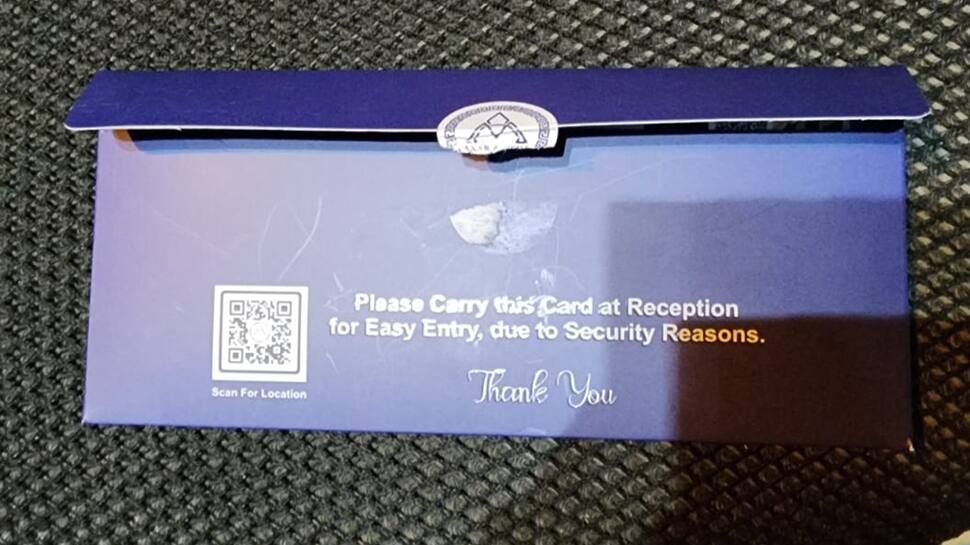 Please Carry this Card at Reception
for Easy Entry, due to Security Reasons.
Thank You
Scan For Location